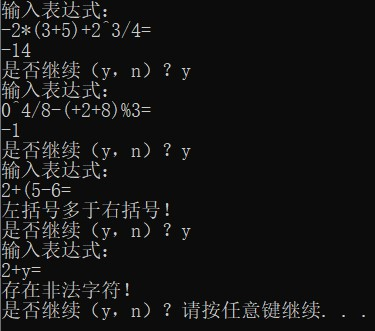 输入表达式：
-2*(3+5)+2^3/4=
-14
是否继续（y，n）？y
输入表达式：
0^4/8-(+2+8)%3=
-1
是否继续（y，n）？y
输入表达式：
2+(5-6=
左括号多于右括号！
是否继续（y，n）？y
输入表达式：
2+y=
存在非法字符！
是否继续（y，n）？请按任意键继续. . .